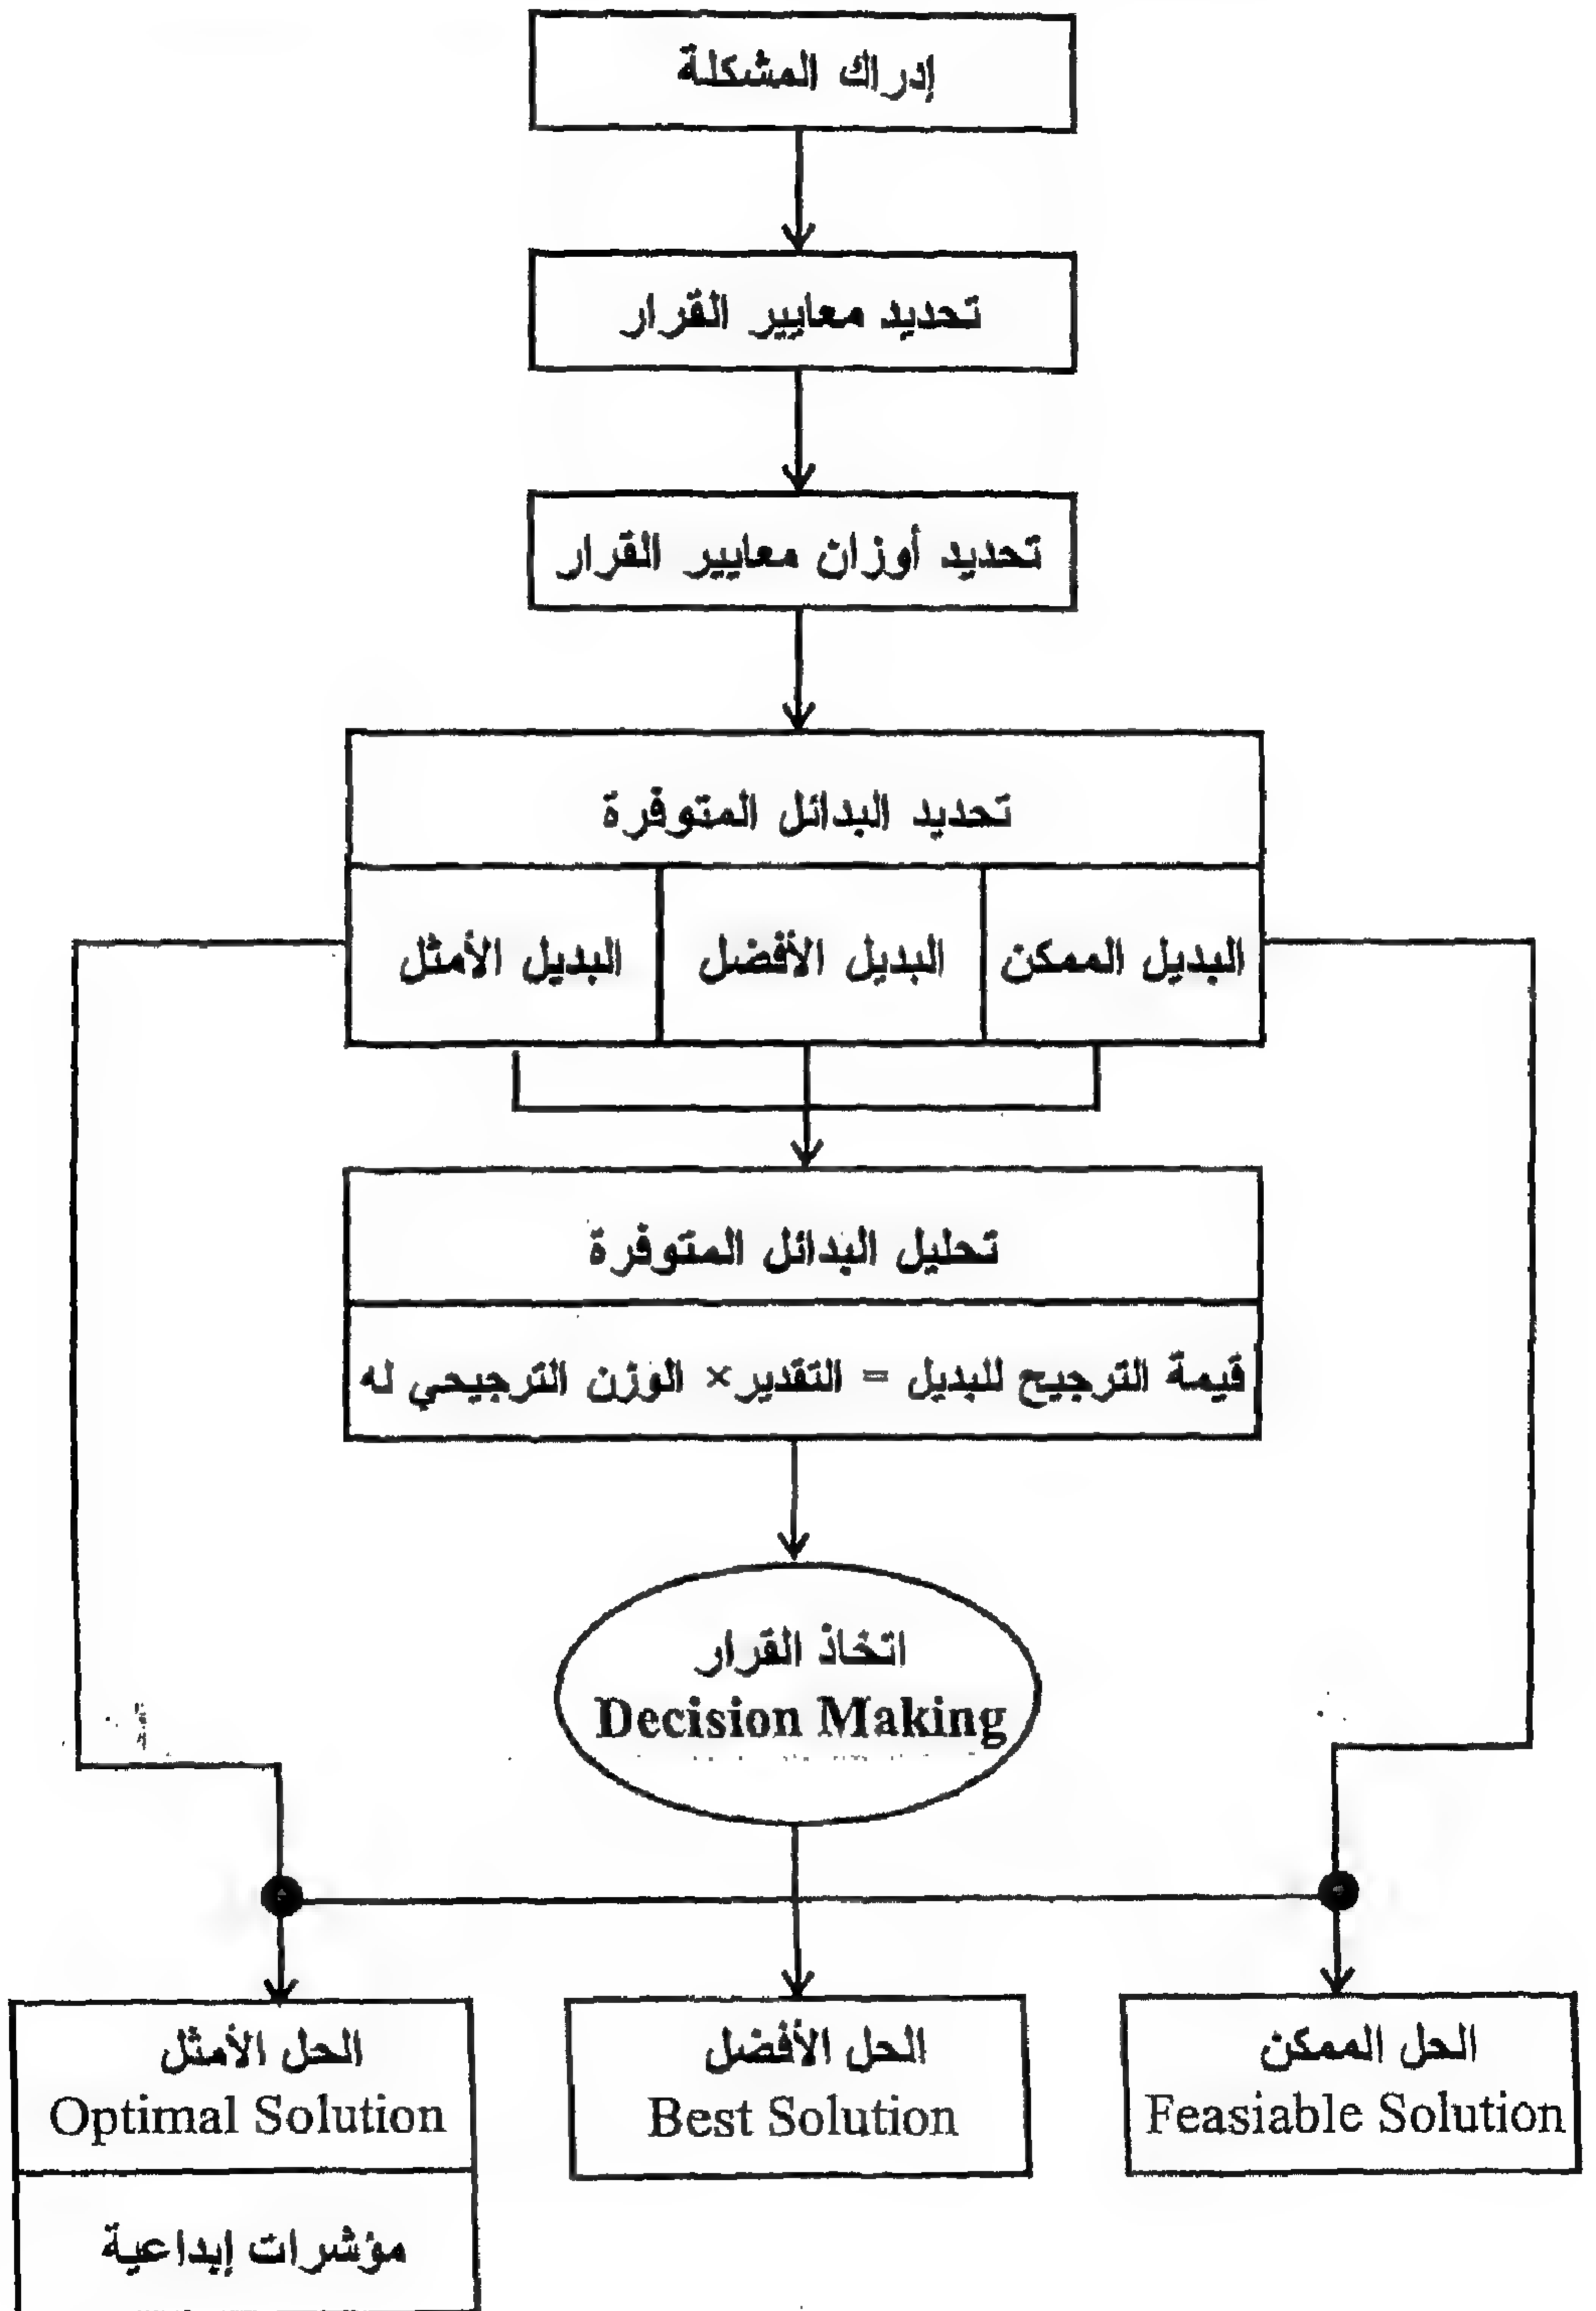 إدراك المشكلة
تحديد معايير القرار
تحديد أوزان معايير القرار
تحديد البدائل المتوفرة
البديل الممكن
البديل الأفضل
البديل الأمثل
تحليل البدائل المتوفرة
قيمة الترجيح للبديل = التقدير × الوزن الترجيحي له
اتخاذ القرار
Decision Making
الحل الممكن
Feasiable Solution
الحل الأفضل
Best Solution
الحل الأمثل
Optimal Solution
مؤشرات إبداعية